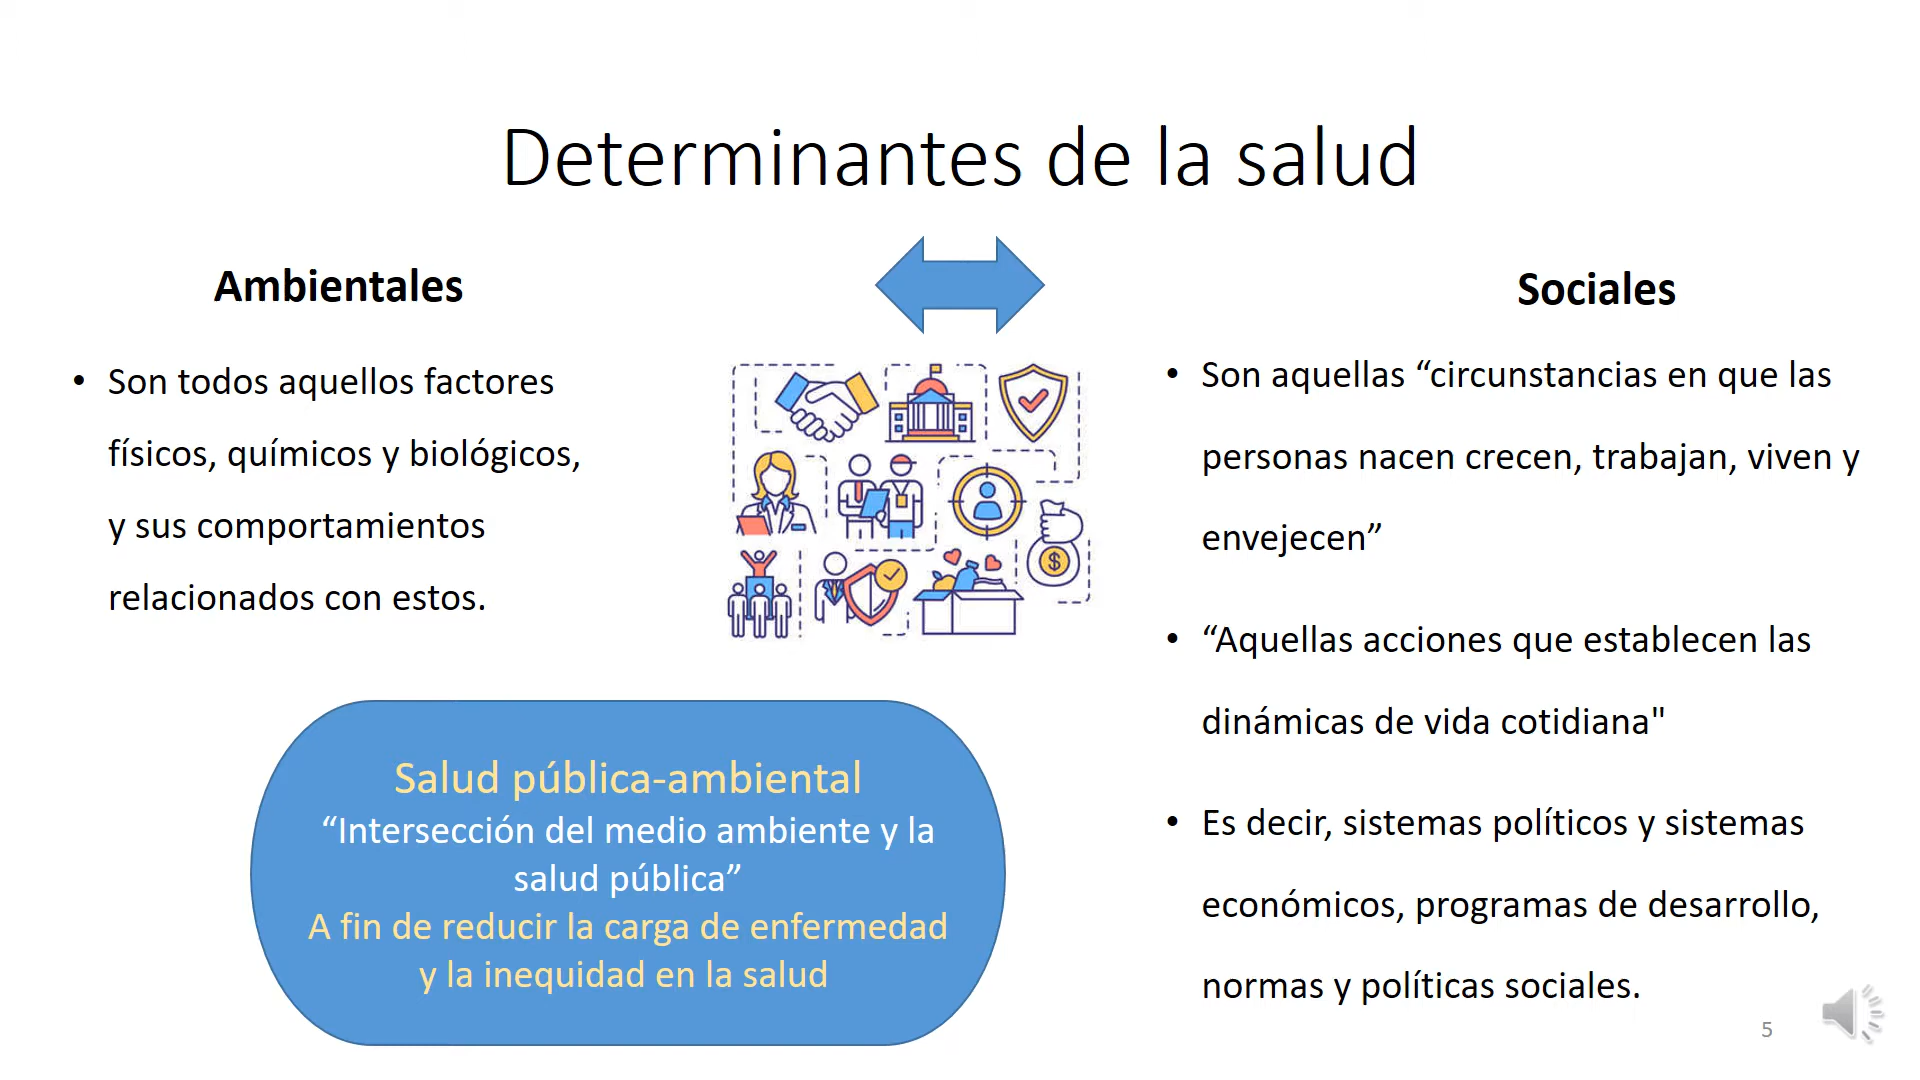 Determinantes de la salud
Ambientales
• Son todos aquellos factores
físicos, químicos y biológicos,
y sus comportamientos
relacionados con estos.
$
Salud pública-ambiental
“Intersección del medio ambiente y la
salud pública”
A fin de reducir la carga de enfermedad
y la inequidad en la salud
Sociales
• Son aquellas “circunstancias en que las
personas nacen crecen, trabajan, viven y
envejecen”
• “Aquellas acciones que establecen las
dinámicas de vida cotidiana"
• Es decir, sistemas políticos y sistemas
económicos, programas de desarrollo,
normas y políticas sociales.
5